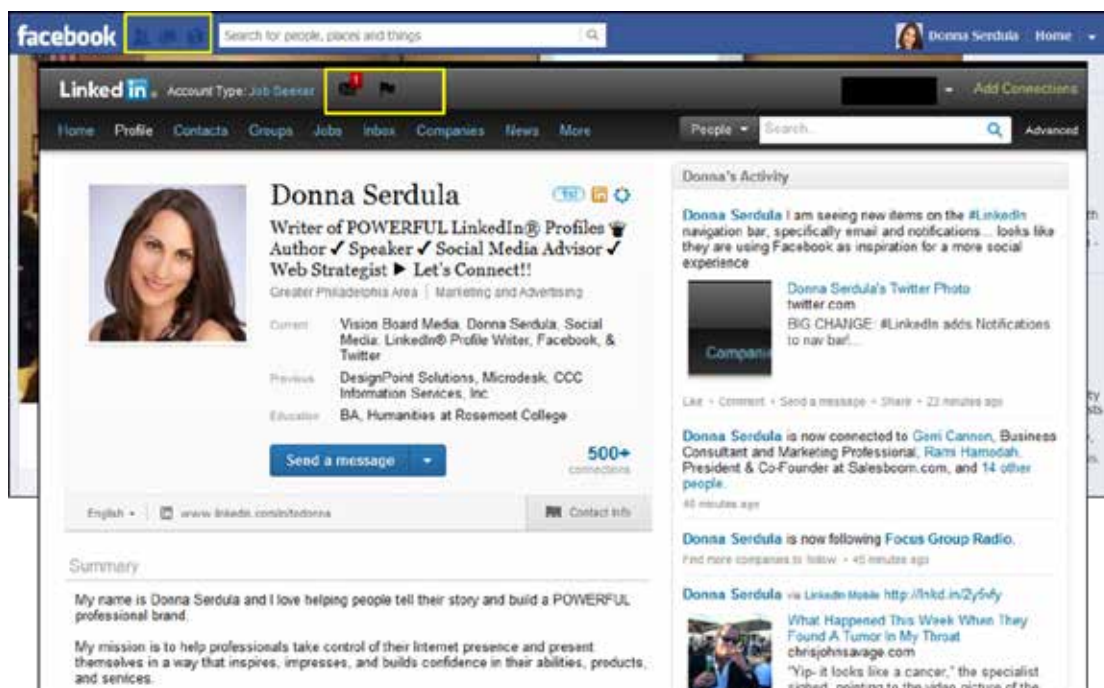 facebook
Search for people, places and things
Donna Serdula Home
Linked in. Account Type: Job Seeker
1
Add Connections
Home Profile Contacts Groups Jobs Inbox Companies News More
People Search... Advanced
Donna Serdula
1st
Writer of POWERFUL LinkedIn® Profiles
Author ✔ Speaker ✔ Social Media Advisor ✔
Web Strategist ► Let's Connect!!
Greater Philadelphia Area | Marketing and Advertising
Current Vision Board Media, Donna Serdula, Social
Media: LinkedIn® Profile Writer, Facebook, &
Twitter
Previous DesignPoint Solutions, Microdesk, CCC
Information Services, Inc
Education BA, Humanities at Rosemont College
Send a message
500+
connections
English
www.linkedin.com/in/todonna
Contact Info
Summary
My name is Donna Serdula and I love helping people tell their story and build a POWERFUL
professional brand.
My mission is to help professionals take control of their Internet presence and present
themselves in a way that inspires, impresses, and builds confidence in their abilities, products,
and services.
Donna's Activity
Donna Serdula I am seeing new items on the #LinkedIn
navigation bar, specifically email and notifications... looks like
they are using Facebook as inspiration for a more social
experience
Companie
Donna Serdula's Twitter Photo
twitter.com
BIG CHANGE: #LinkedIn adds Notifications
to nav bar!...
Like • Comment • Send a message • Share • 22 minutes ago
Donna Serdula is now connected to Gerri Cannon, Business
Consultant and Marketing Professional, Rami Hamodah,
President & Co-Founder at Salesboom.com, and 14 other
people.
Donna Serdula is now following Focus Group Radio.
Find more companies to follow • 45 minutes ago
Donna Serdula via LinkedIn Mobile
What Happened This Week When They
Found A Tumor In My Throat
chrisjohnsavage.com
"Yip- it looks like a cancer," the specialist
sighed, pointing to the video picture of the